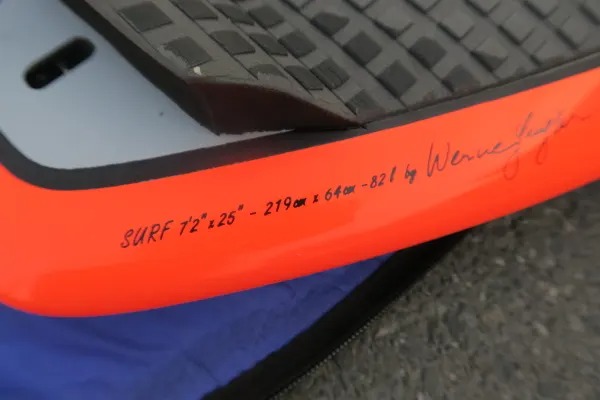 SURF 7'2" x 25" - 219cm x 64cm - 82l by Werner